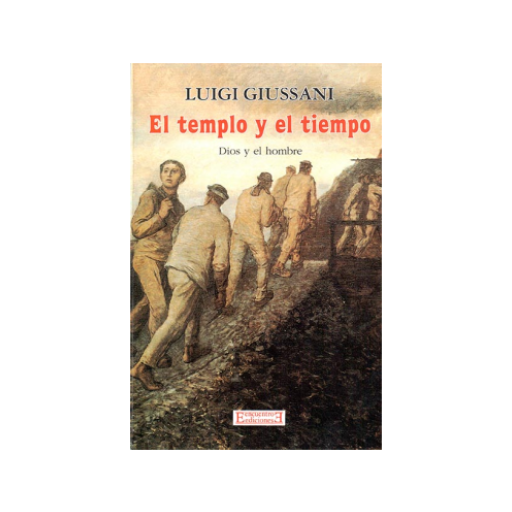 LUIGI GIUSSANI
El templo y el tiempo
Dios y el hombre
encuentro
ediciones